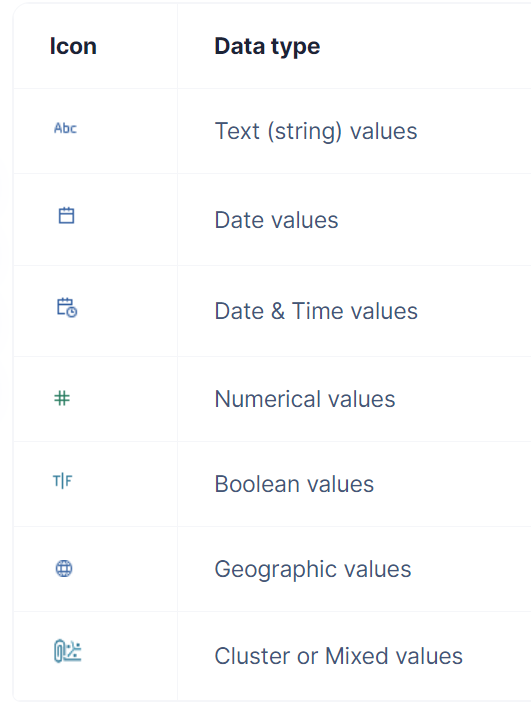 Icon Data type
Abc Text (string) values
Date values
Date & Time values
# Numerical values
T|F Boolean values
Geographic values
Cluster or Mixed values